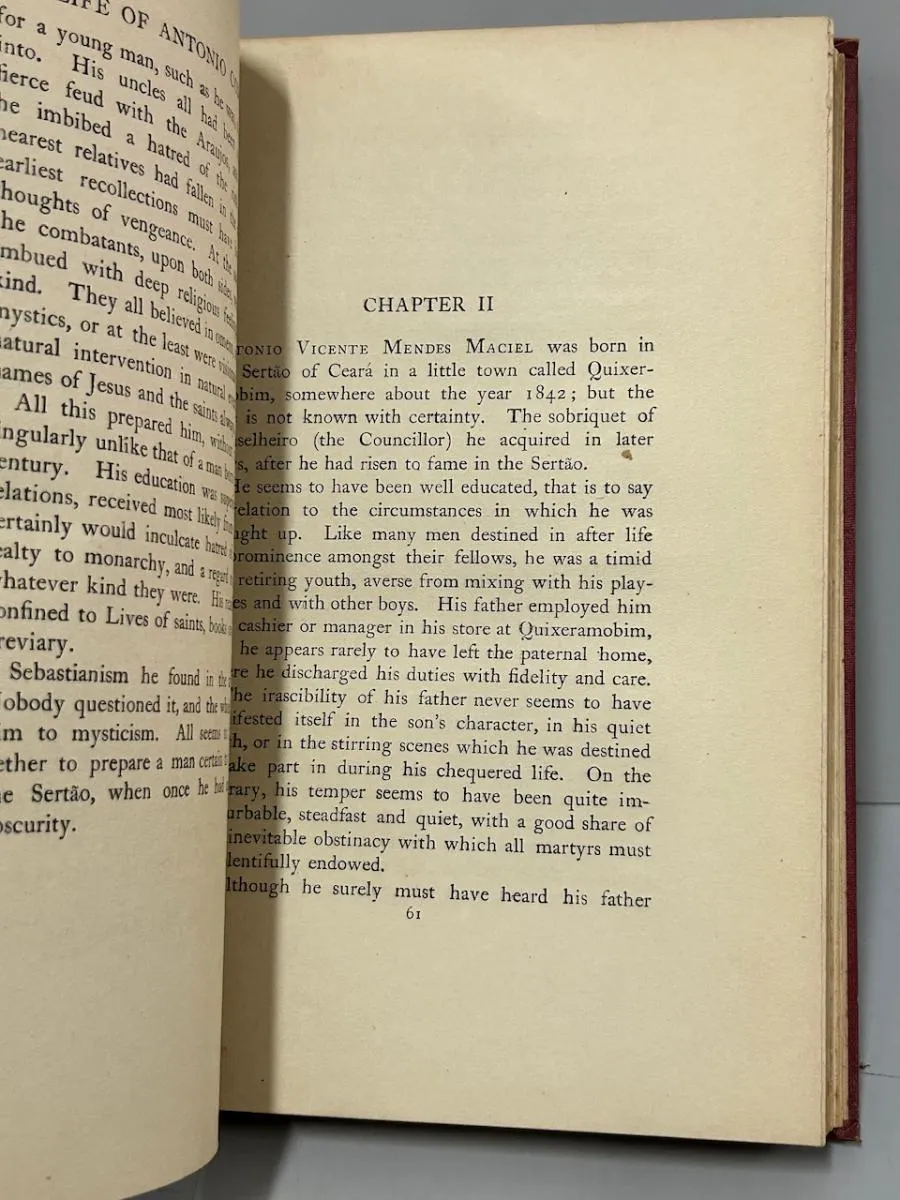 LIFE OF ANTONIO
for a young man, such as he was,
into. His uncles all had been
fierce feud with the Araujos,
he imbibed a hatred of the
nearest relatives had fallen in the
earliest recollections must have
thoughts of vengeance. At the
the combatants, upon both sides,
imbued with deep religious
kind. They all believed in omens
mystics, or at the least were
natural intervention in natural
names of Jesus and the saints
All this prepared him, without
singularly unlike that of a man
century. His education was
relations, received most likely
certainly would inculcate hatred
fealty to monarchy, and a regard
whatever kind they were. His
confined to Lives of saints, books
breviary.
Sebastianism he found in the
Nobody questioned it, and the
him to mysticism. All seems
gether to prepare a man certain
the Sertão, when once he had
obscurity.
CHAPTER II
TONIO VICENTE MENDES MACIEL was born in
Sertão of Ceará in a little town called Quixer-
obim, somewhere about the year 1842; but the
is not known with certainty. The sobriquet of
selheiro (the Councillor) he acquired in later
s, after he had risen to fame in the Sertão.
He seems to have been well educated, that is to say
relation to the circumstances in which he was
ught up. Like many men destined in after life
prominence amongst their fellows, he was a timid
retiring youth, averse from mixing with his play-
es and with other boys. His father employed him
cashier or manager in his store at Quixeramobim,
he appears rarely to have left the paternal home,
re he discharged his duties with fidelity and care.
The irascibility of his father never seems to have
ifested itself in the son's character, in his quiet
h, or in the stirring scenes which he was destined
take part in during his chequered life. On the
rary, his temper seems to have been quite im-
urbable, steadfast and quiet, with a good share of
inevitable obstinacy with which all martyrs must
lentifully endowed.
lthough he surely must have heard his father
61